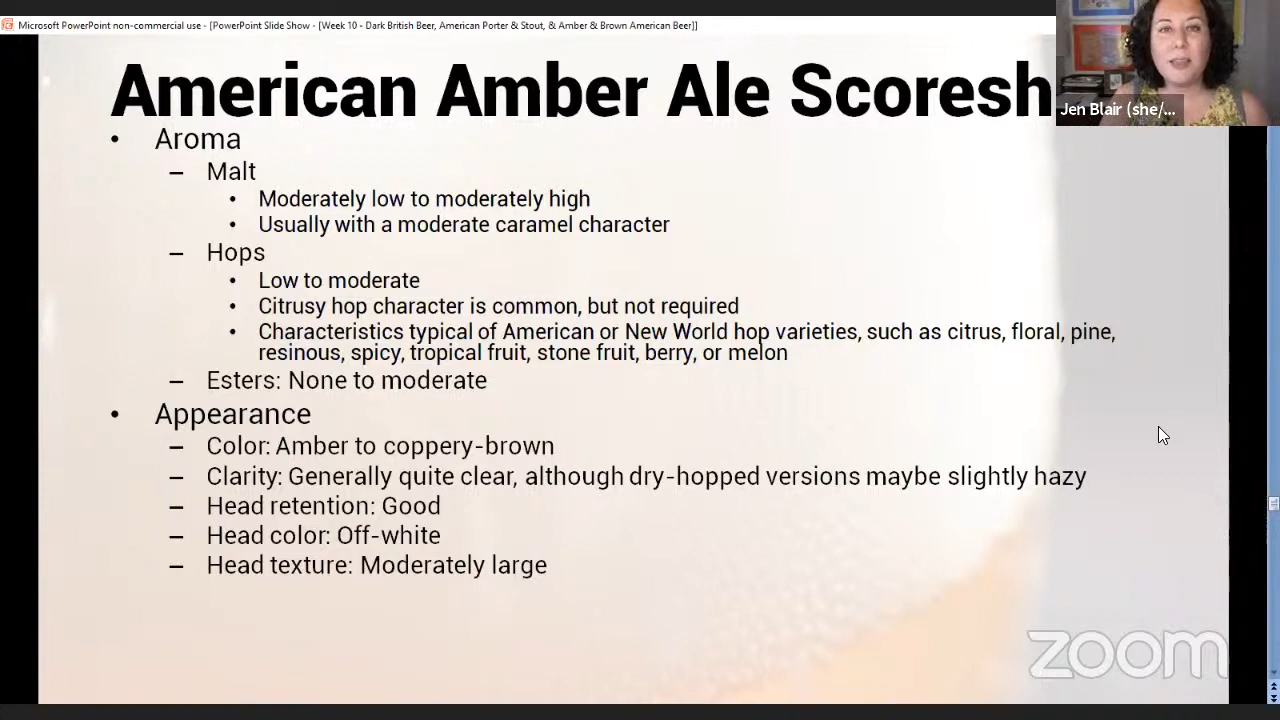 Microsoft PowerPoint non-commercial use - [PowerPoint Slide Show - [Week 10 - Dark British Beer, American Porter & Stout, & Amber & Brown American Beer]]
American Amber Ale Scoresh
Jen Blair (she/...
• Aroma
– Malt
• Moderately low to moderately high
• Usually with a moderate caramel character
– Hops
• Low to moderate
• Citrusy hop character is common, but not required
• Characteristics typical of American or New World hop varieties, such as citrus, floral, pine,
resinous, spicy, tropical fruit, stone fruit, berry, or melon
– Esters: None to moderate
• Appearance
– Color: Amber to coppery-brown
– Clarity: Generally quite clear, although dry-hopped versions maybe slightly hazy
– Head retention: Good
– Head color: Off-white
– Head texture: Moderately large
zoom